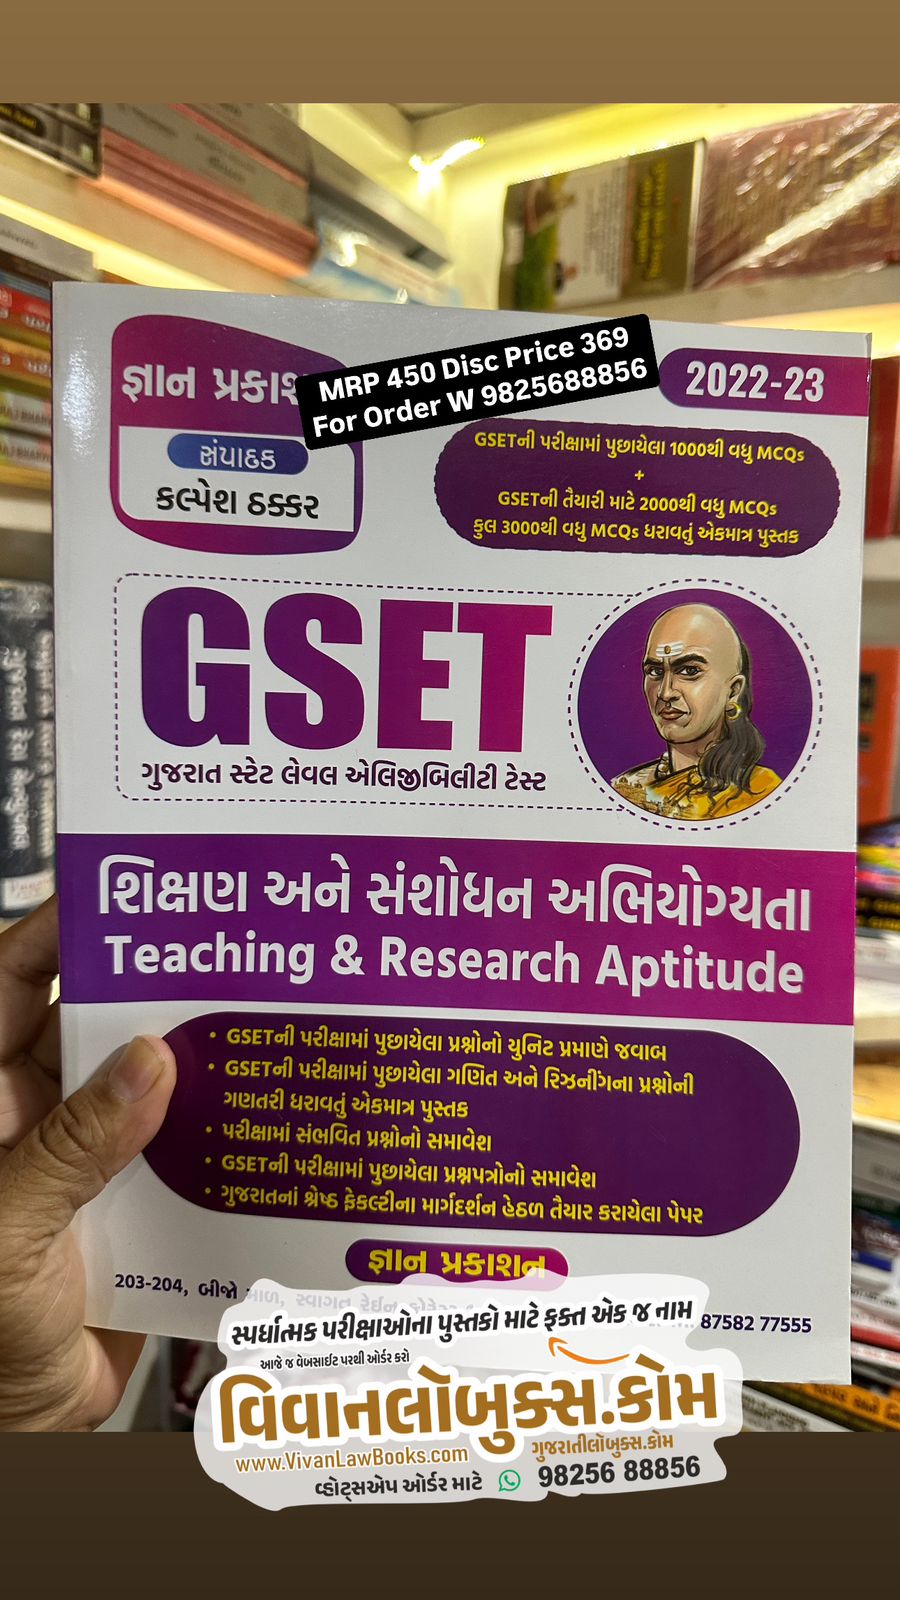 MRP 450 Disc Price 369
For Order W 9825688856
જ્ઞાન પ્રકાશ
2022-23
સંપાદક
કલ્પેશ ઠક્કર
GSETની પરીક્ષામાં પુછાયેલા 1000થી વધુ MCQs
+
GSETની તૈયારી માટે 2000થી વધુ MCQs
કુલ 3000થી વધુ MCQs ધરાવતું એકમાત્ર પુસ્તક
GSET
ગુજરાત સ્ટેટ લેવલ એલિજીબિલીટી ટેસ્ટ
શિક્ષણ અને સંશોધન અભિયોગ્યતા
Teaching & Research Aptitude
• GSETની પરીક્ષામાં પુછાયેલા પ્રશ્નોનો યુનિટ પ્રમાણે જવાબ
• GSETની પરીક્ષામાં પુછાયેલા ગણિત અને રિઝનીંગના પ્રશ્નોની
ગણતરી ધરાવતું એકમાત્ર પુસ્તક
• પરીક્ષામાં સંભવિત પ્રશ્નોનો સમાવેશ
• GSETની પરીક્ષામાં પુછાયેલા પ્રશ્નપત્રોનો સમાવેશ
• ગુજરાતનાં શ્રેષ્ઠ ફેકલ્ટીના માર્ગદર્શન હેઠળ તૈયાર કરાયેલા પેપર
જ્ઞાન પ્રકાશન
203-204, બીજો માળ, સ્વાગત 87582 77555
સ્પર્ધાત્મક પરીક્ષાઓના પુસ્તકો માટે ફક્ત એક જ નામ
આજે જ વેબસાઈટ પરથી ઓર્ડર કરો
વિવાનલૉબુક્સ.કોમ
www.VivanLawBooks.com
ગુજરાતીલૉબુક્સ.કોમ
વ્હોટ્સએપ ઓર્ડર માટે 98256 88856